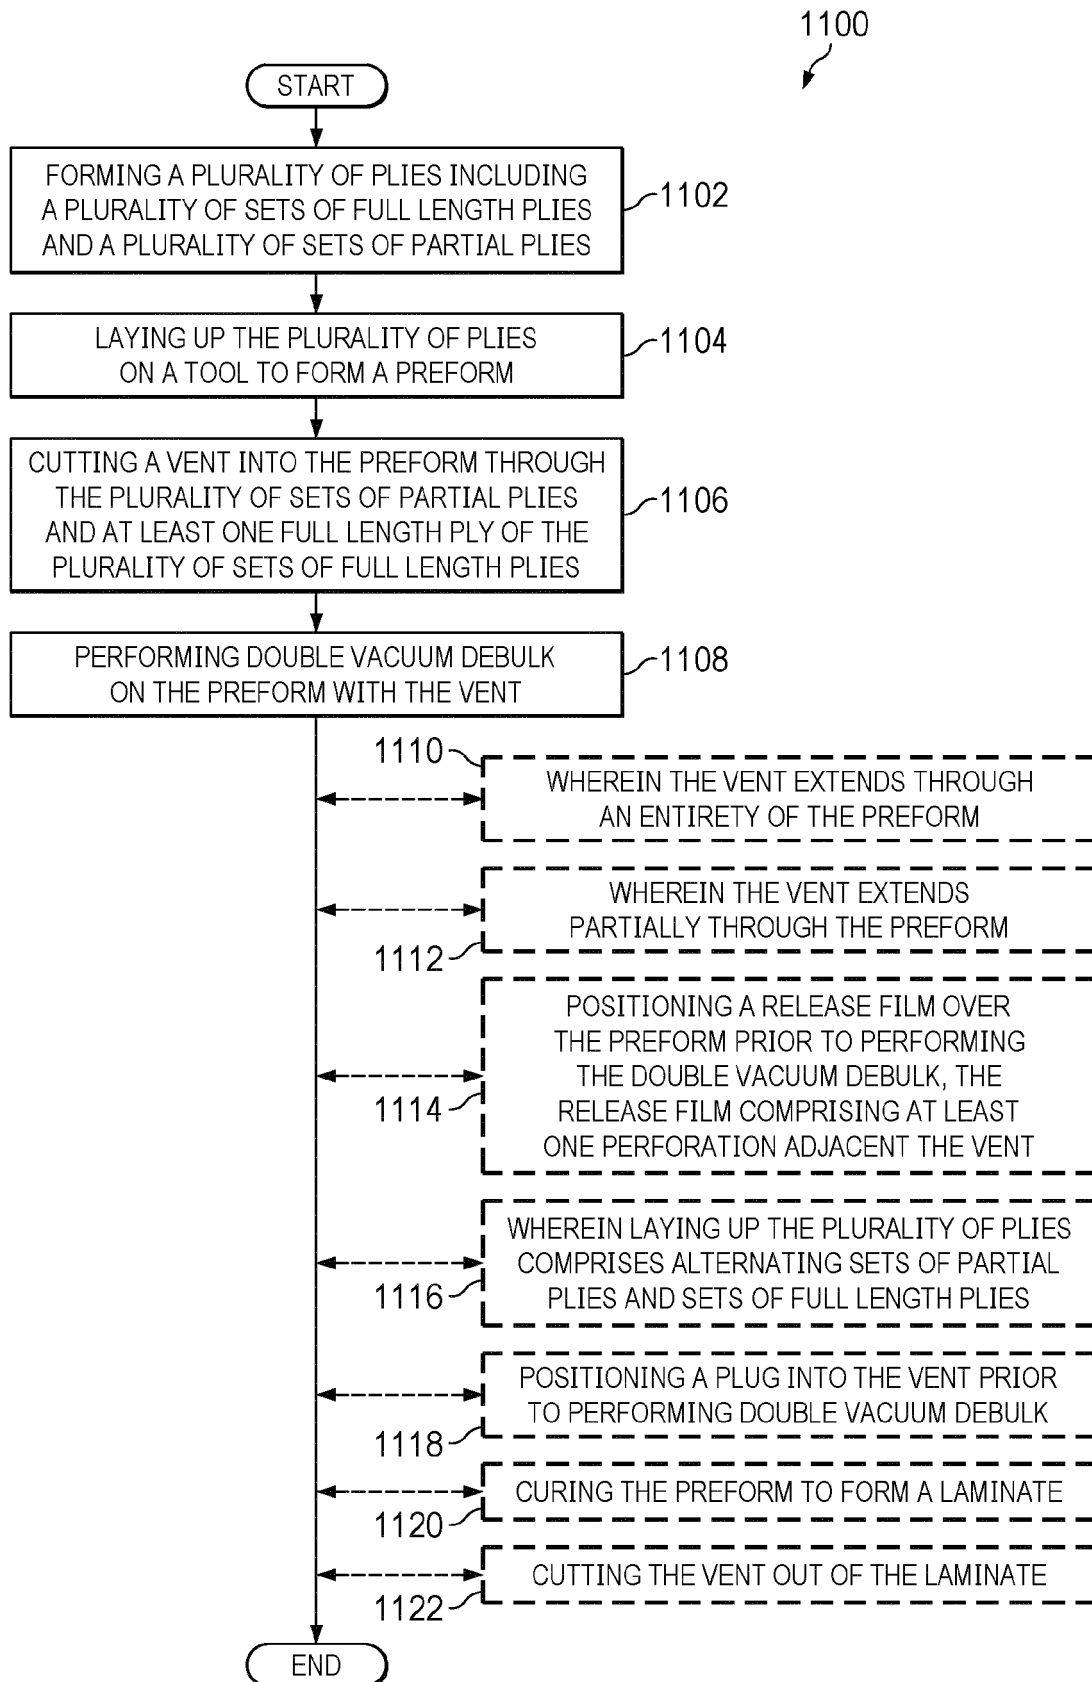 1100
START
FORMING A PLURALITY OF PLIES INCLUDING
A PLURALITY OF SETS OF FULL LENGTH PLIES
AND A PLURALITY OF SETS OF PARTIAL PLIES
1102
LAYING UP THE PLURALITY OF PLIES
ON A TOOL TO FORM A PREFORM
1104
CUTTING A VENT INTO THE PREFORM THROUGH
THE PLURALITY OF SETS OF PARTIAL PLIES
AND AT LEAST ONE FULL LENGTH PLY OF THE
PLURALITY OF SETS OF FULL LENGTH PLIES
1106
PERFORMING DOUBLE VACUUM DEBULK
ON THE PREFORM WITH THE VENT
1108
1110
WHEREIN THE VENT EXTENDS THROUGH
AN ENTIRETY OF THE PREFORM
WHEREIN THE VENT EXTENDS
PARTIALLY THROUGH THE PREFORM
1112
POSITIONING A RELEASE FILM OVER
THE PREFORM PRIOR TO PERFORMING
THE DOUBLE VACUUM DEBULK, THE
RELEASE FILM COMPRISING AT LEAST
ONE PERFORATION ADJACENT THE VENT
1114
WHEREIN LAYING UP THE PLURALITY OF PLIES
COMPRISES ALTERNATING SETS OF PARTIAL
PLIES AND SETS OF FULL LENGTH PLIES
1116
POSITIONING A PLUG INTO THE VENT PRIOR
TO PERFORMING DOUBLE VACUUM DEBULK
1118
CURING THE PREFORM TO FORM A LAMINATE
1120
CUTTING THE VENT OUT OF THE LAMINATE
1122
END